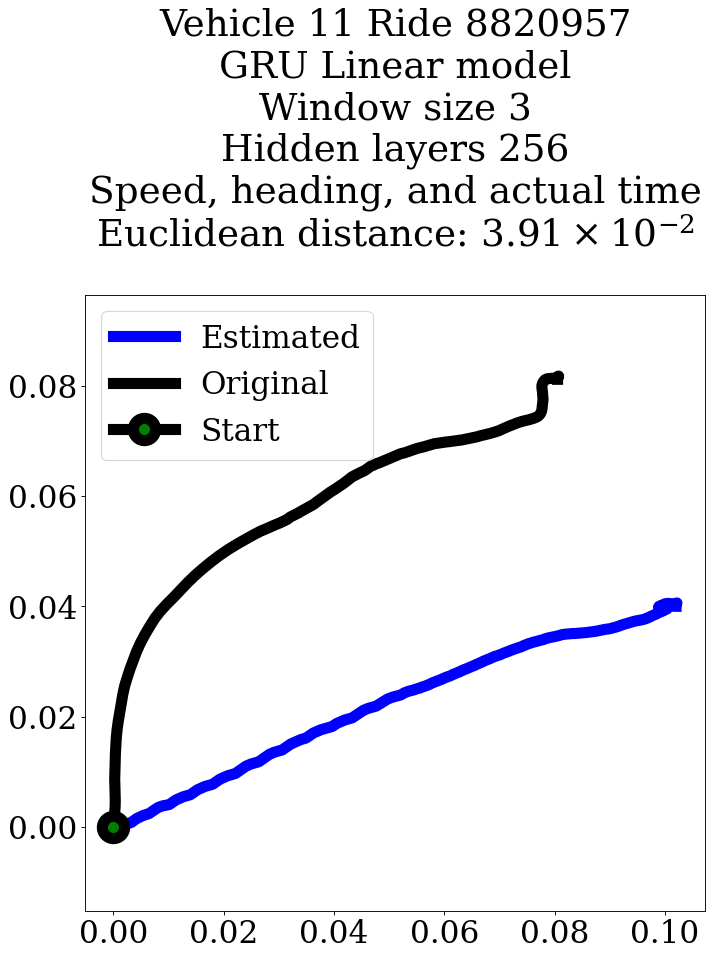 Vehicle 11 Ride 8820957
GRU Linear model
Window size 3
Hidden layers 256
Speed, heading, and actual time
Euclidean distance: 3.91 × 10⁻²
Estimated
Original
Start
0.08
0.06
0.04
0.02
0.00
0.00 0.02 0.04 0.06 0.08 0.10